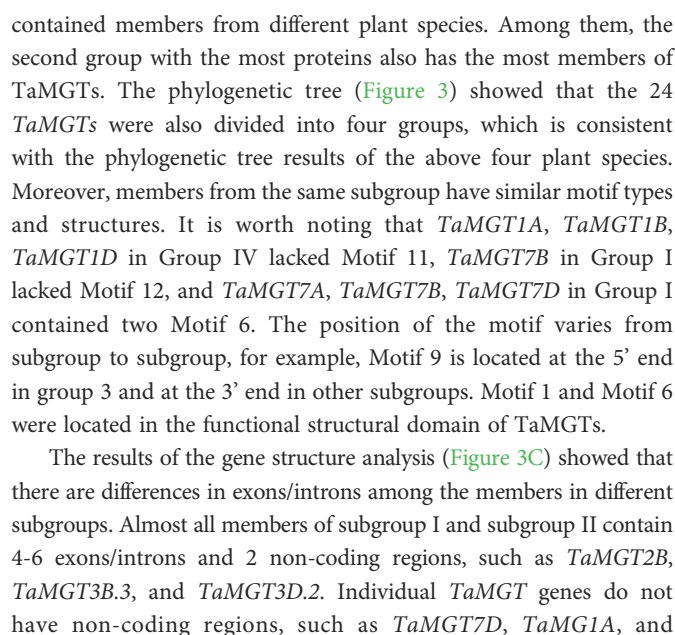 contained members from different plant species. Among them, the
second group with the most proteins also has the most members of
TaMGTs. The phylogenetic tree (Figure 3) showed that the 24
TaMGTs were also divided into four groups, which is consistent
with the phylogenetic tree results of the above four plant species.
Moreover, members from the same subgroup have similar motif types
and structures. It is worth noting that TaMGT1A, TaMGT1B,
TaMGT1D in Group IV lacked Motif 11, TaMGT7B in Group I
lacked Motif 12, and TaMGT7A, TaMGT7B, TaMGT7D in Group I
contained two Motif 6. The position of the motif varies from
subgroup to subgroup, for example, Motif 9 is located at the 5’ end
in group 3 and at the 3’ end in other subgroups. Motif 1 and Motif 6
were located in the functional structural domain of TaMGTs.
The results of the gene structure analysis (Figure 3C) showed that
there are differences in exons/introns among the members in different
subgroups. Almost all members of subgroup I and subgroup II contain
4-6 exons/introns and 2 non-coding regions, such as TaMGT2B,
TaMGT3B.3, and TaMGT3D.2. Individual TaMGT genes do not
have non-coding regions, such as TaMGT7D, TaMG1A, and